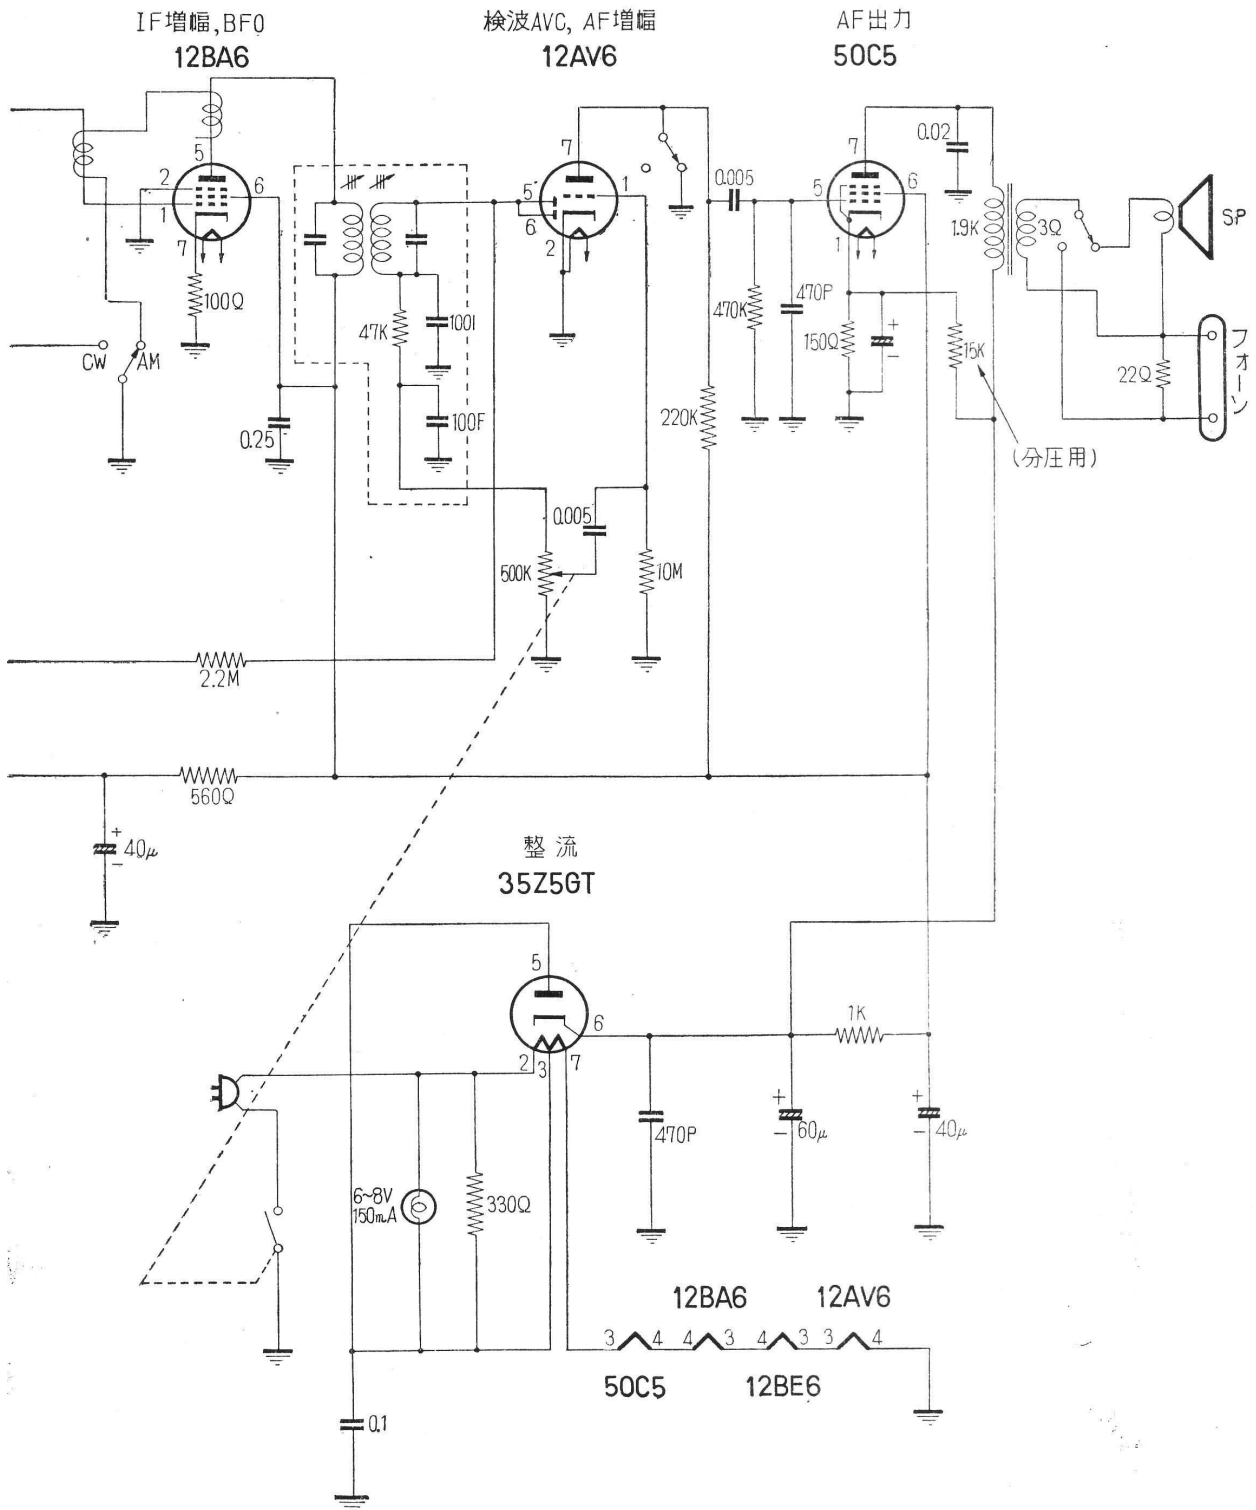 IF増幅,BFO
12BA6
検波AVC, AF増幅
12AV6
AF出力
50C5
5
2
1
6
7
100Ω
CW
AM
0.25
47K
100I
100F
7
5
6
2
1
0.005
500K
10M
0.005
220K
7
5
6
1
470K
470P
150Ω
+
-
15K
(分圧用)
0.02
1.9K
3Ω
SP
22Ω
フォーン
2.2M
560Ω
+
40μ
-
整流
35Z5GT
5
6
2
3
7
1K
470P
+
60μ
-
+
40μ
-
6~8V
150mA
330Ω
12BA6
12AV6
3
4
4
3
4
3
3
4
50C5
12BE6
0.1